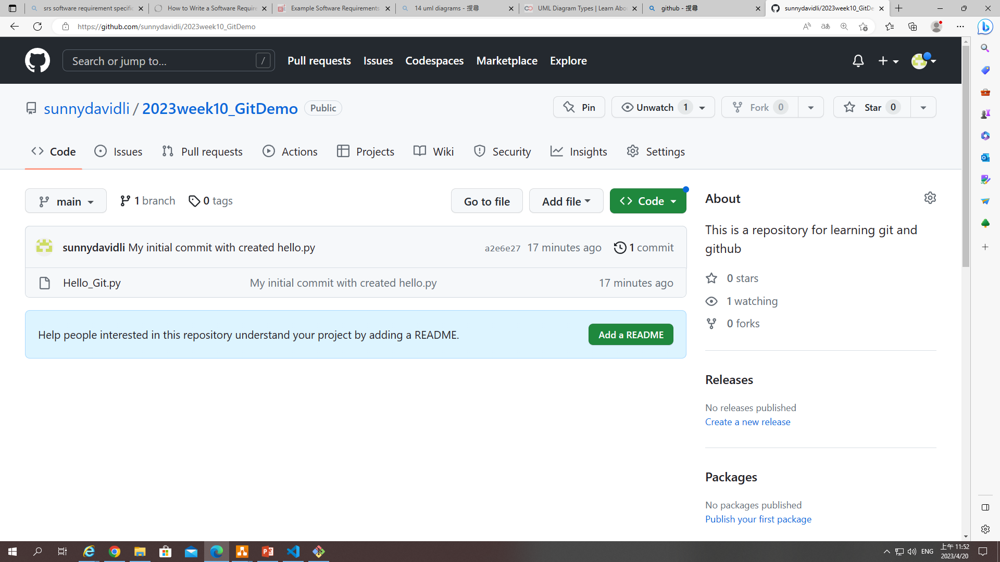 srs software requirement specific
How to Write a Software Require
Example Software Requirements
14 uml diagrams - 搜尋
UML Diagram Types | Learn Abo
github - 搜尋
sunnydavidli/2023week10_GitDe
https://github.com/sunnydavidli/2023week10_GitDemo
Search or jump to...
/
Pull requests
Issues
Codespaces
Marketplace
Explore
sunnydavidli / 2023week10_GitDemo
Public
Pin
Unwatch 1
Fork 0
Star 0
Code
Issues
Pull requests
Actions
Projects
Wiki
Security
Insights
Settings
main
1 branch
0 tags
Go to file
Add file
Code
sunnydavidli My initial commit with created hello.py
a2e6e27 17 minutes ago
1 commit
Hello_Git.py
My initial commit with created hello.py
17 minutes ago
Help people interested in this repository understand your project by adding a README.
Add a README
About
This is a repository for learning git and
github
0 stars
1 watching
0 forks
Releases
No releases published
Create a new release
Packages
No packages published
Publish your first package
ENG
上午 11:52
2023/4/20